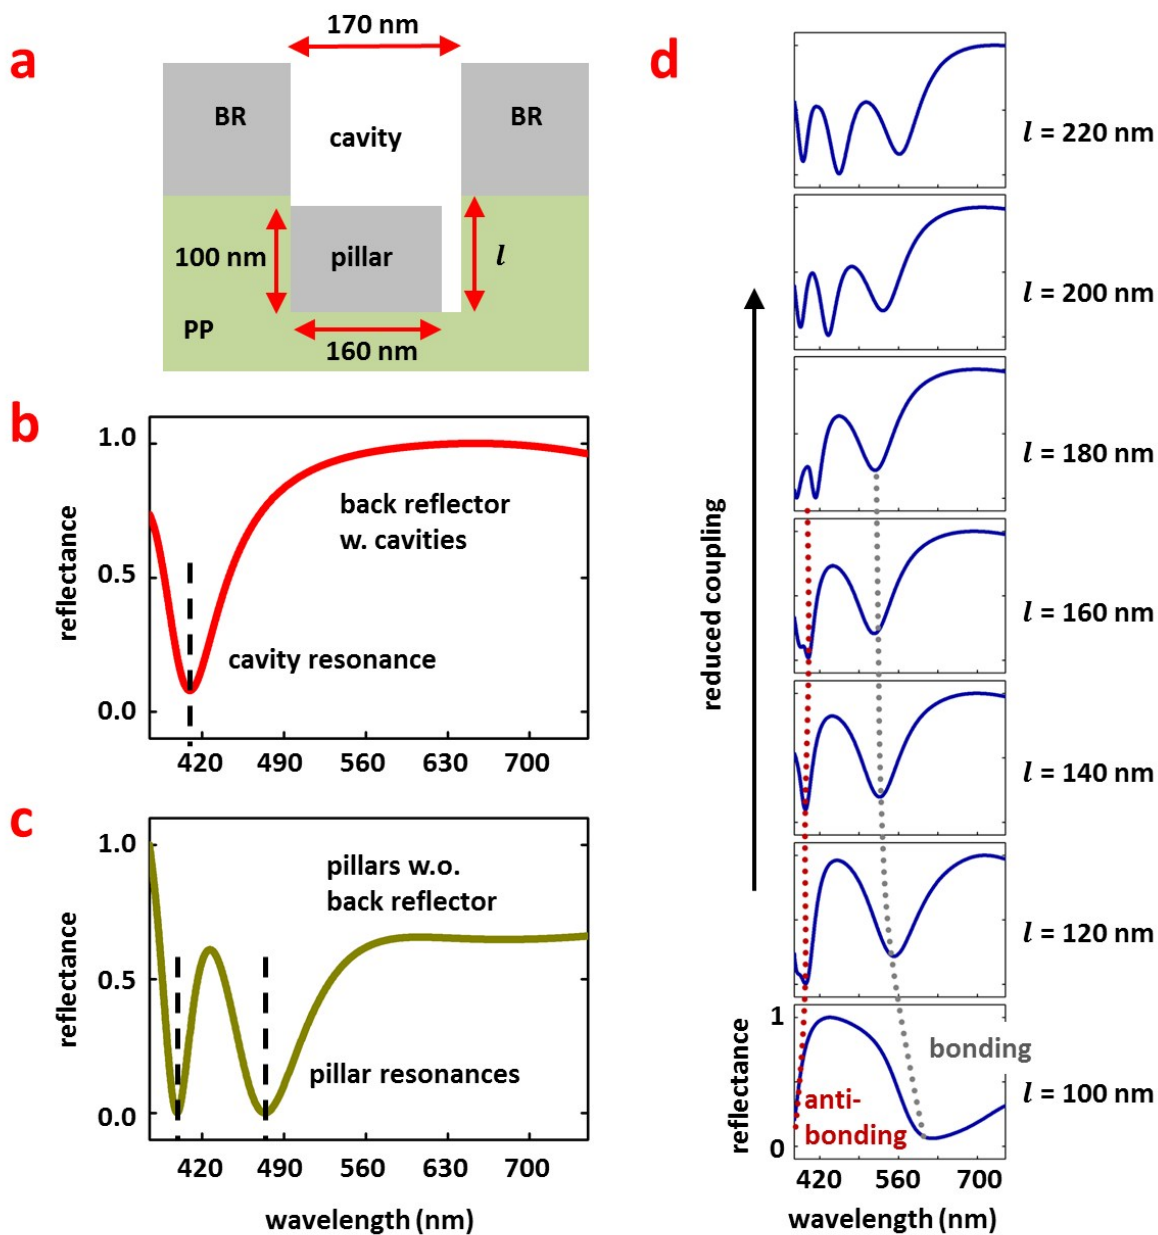 a
170 nm
BR
cavity
BR
100 nm
pillar
l
PP
160 nm
b
1.0
0.5
0.0
reflectance
back reflector
w. cavities
cavity resonance
420 490 560 630 700
c
1.0
0.5
0.0
reflectance
pillars w.o.
back reflector
pillar resonances
420 490 560 630 700
wavelength (nm)
d
l = 220 nm
l = 200 nm
l = 180 nm
l = 160 nm
l = 140 nm
l = 120 nm
l = 100 nm
reduced coupling
reflectance
1
0
bonding
anti-
bonding
420 560 700
wavelength (nm)